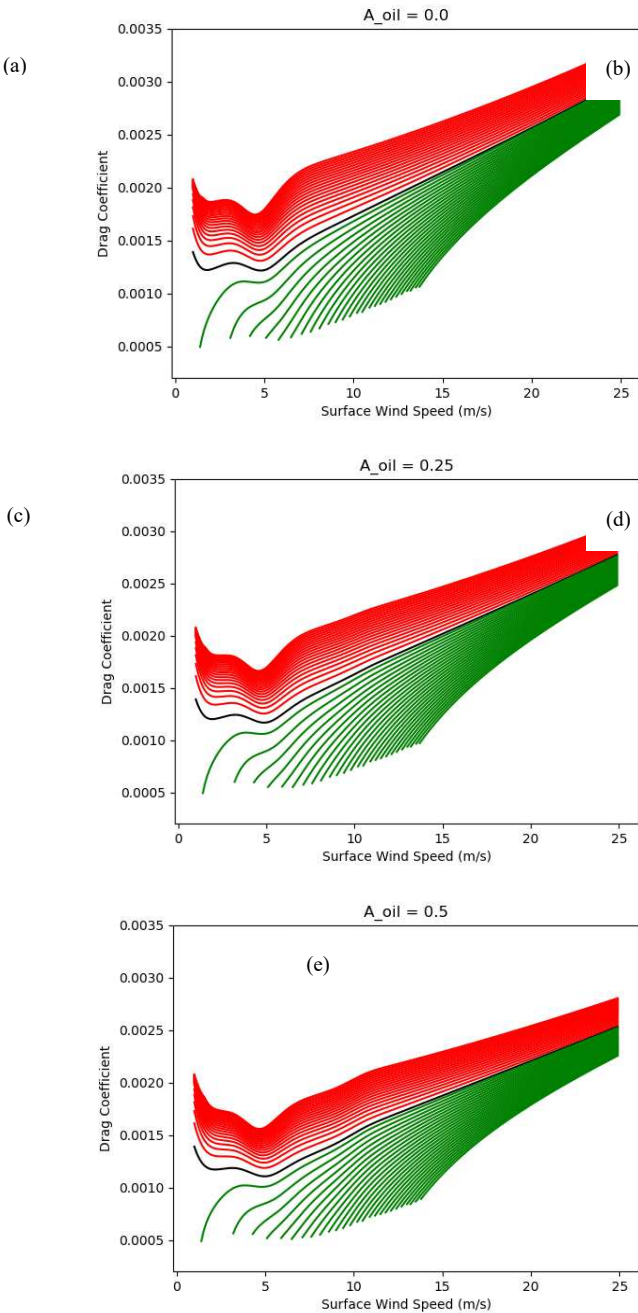 A_oil = 0.0
(a)
(b)
0.0035
0.0030
0.0025
0.0020
0.0015
0.0010
0.0005
Drag Coefficient
0 5 10 15 20 25
Surface Wind Speed (m/s)
A_oil = 0.25
(c)
(d)
0.0035
0.0030
0.0025
0.0020
0.0015
0.0010
0.0005
Drag Coefficient
0 5 10 15 20 25
Surface Wind Speed (m/s)
A_oil = 0.5
(e)
0.0035
0.0030
0.0025
0.0020
0.0015
0.0010
0.0005
Drag Coefficient
0 5 10 15 20 25
Surface Wind Speed (m/s)